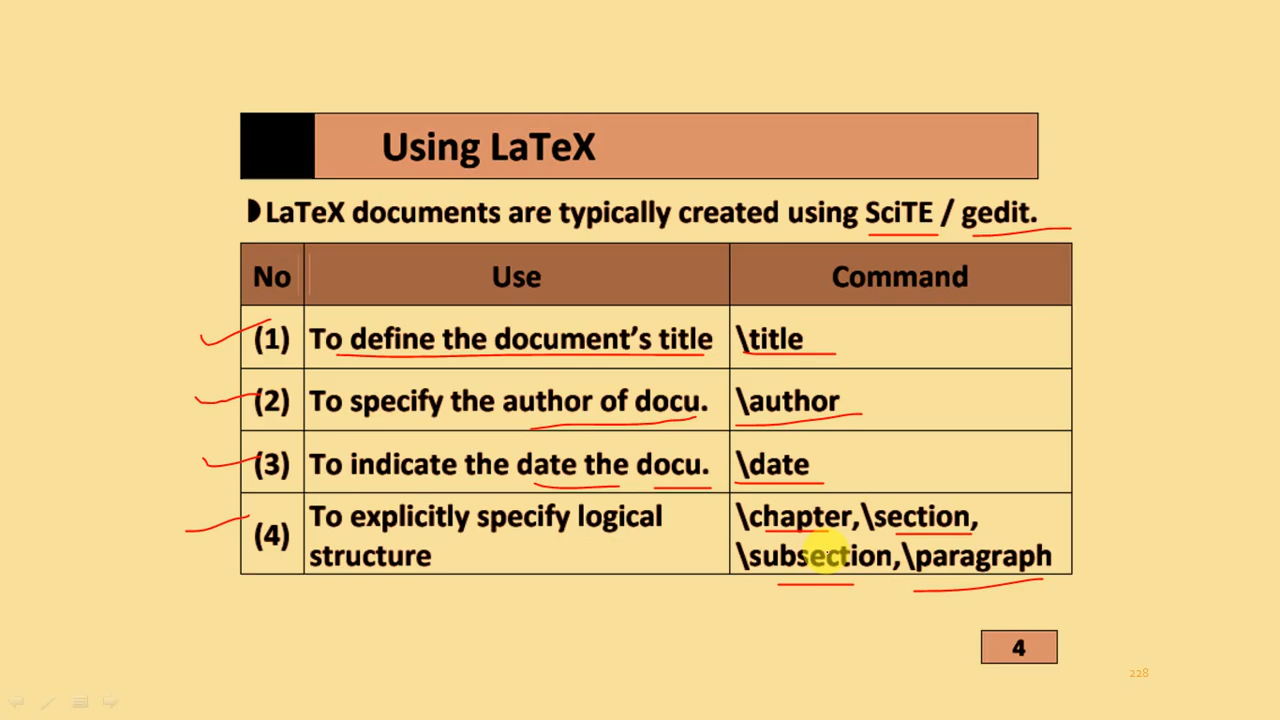 Using LaTeX
LaTeX documents are typically created using SciTE / gedit.
No Use Command
(1) To define the document's title \title
(2) To specify the author of docu. \author
(3) To indicate the date the docu. \date
(4) To explicitly specify logical structure \chapter,\section,
\subsection,\paragraph
4
228